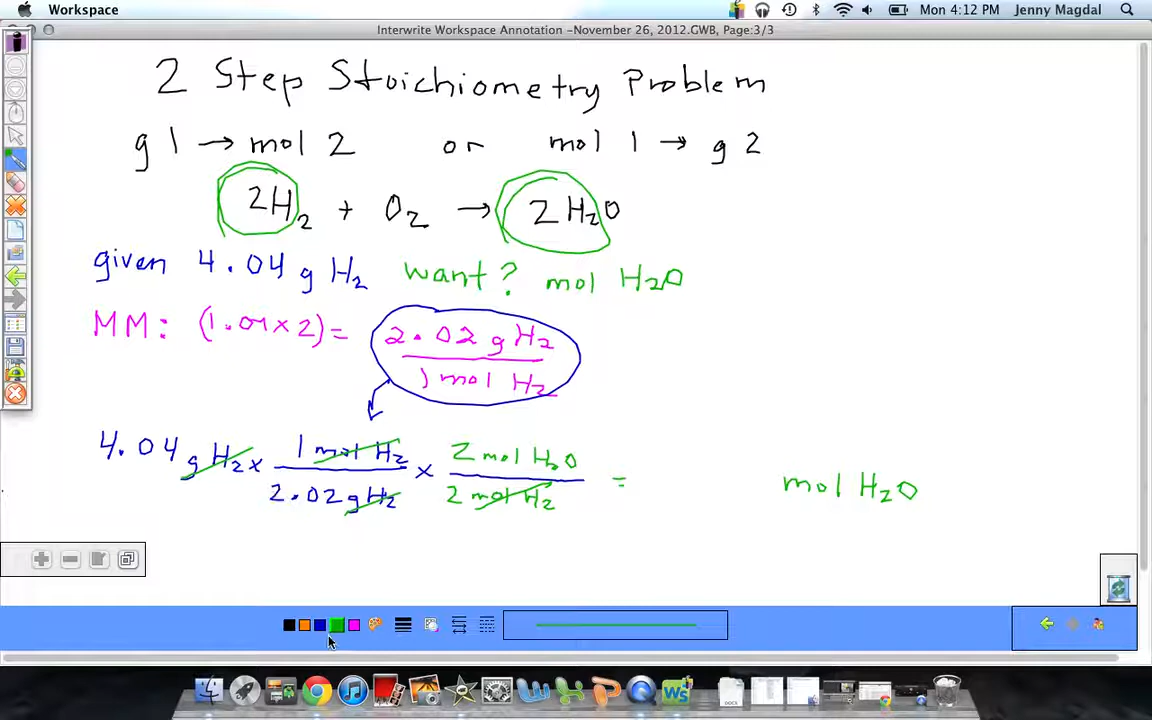 Workspace Mon 4:12 PM Jenny Magdal
Interwrite Workspace Annotation -November 26, 2012.GWB, Page:3/3
2 Step Stoichiometry Problem
g 1 → mol 2 or mol 1 → g 2
2H₂ + O₂ → 2H₂O
given 4.04 g H₂ want? mol H₂O
MM: (1.01×2)= 2.02 g H₂
1 mol H₂
4.04 g H₂ × 1 mol H₂ × 2 mol H₂O = mol H₂O
2.02 g H₂ 2 mol H₂
W X P WS
DOCX